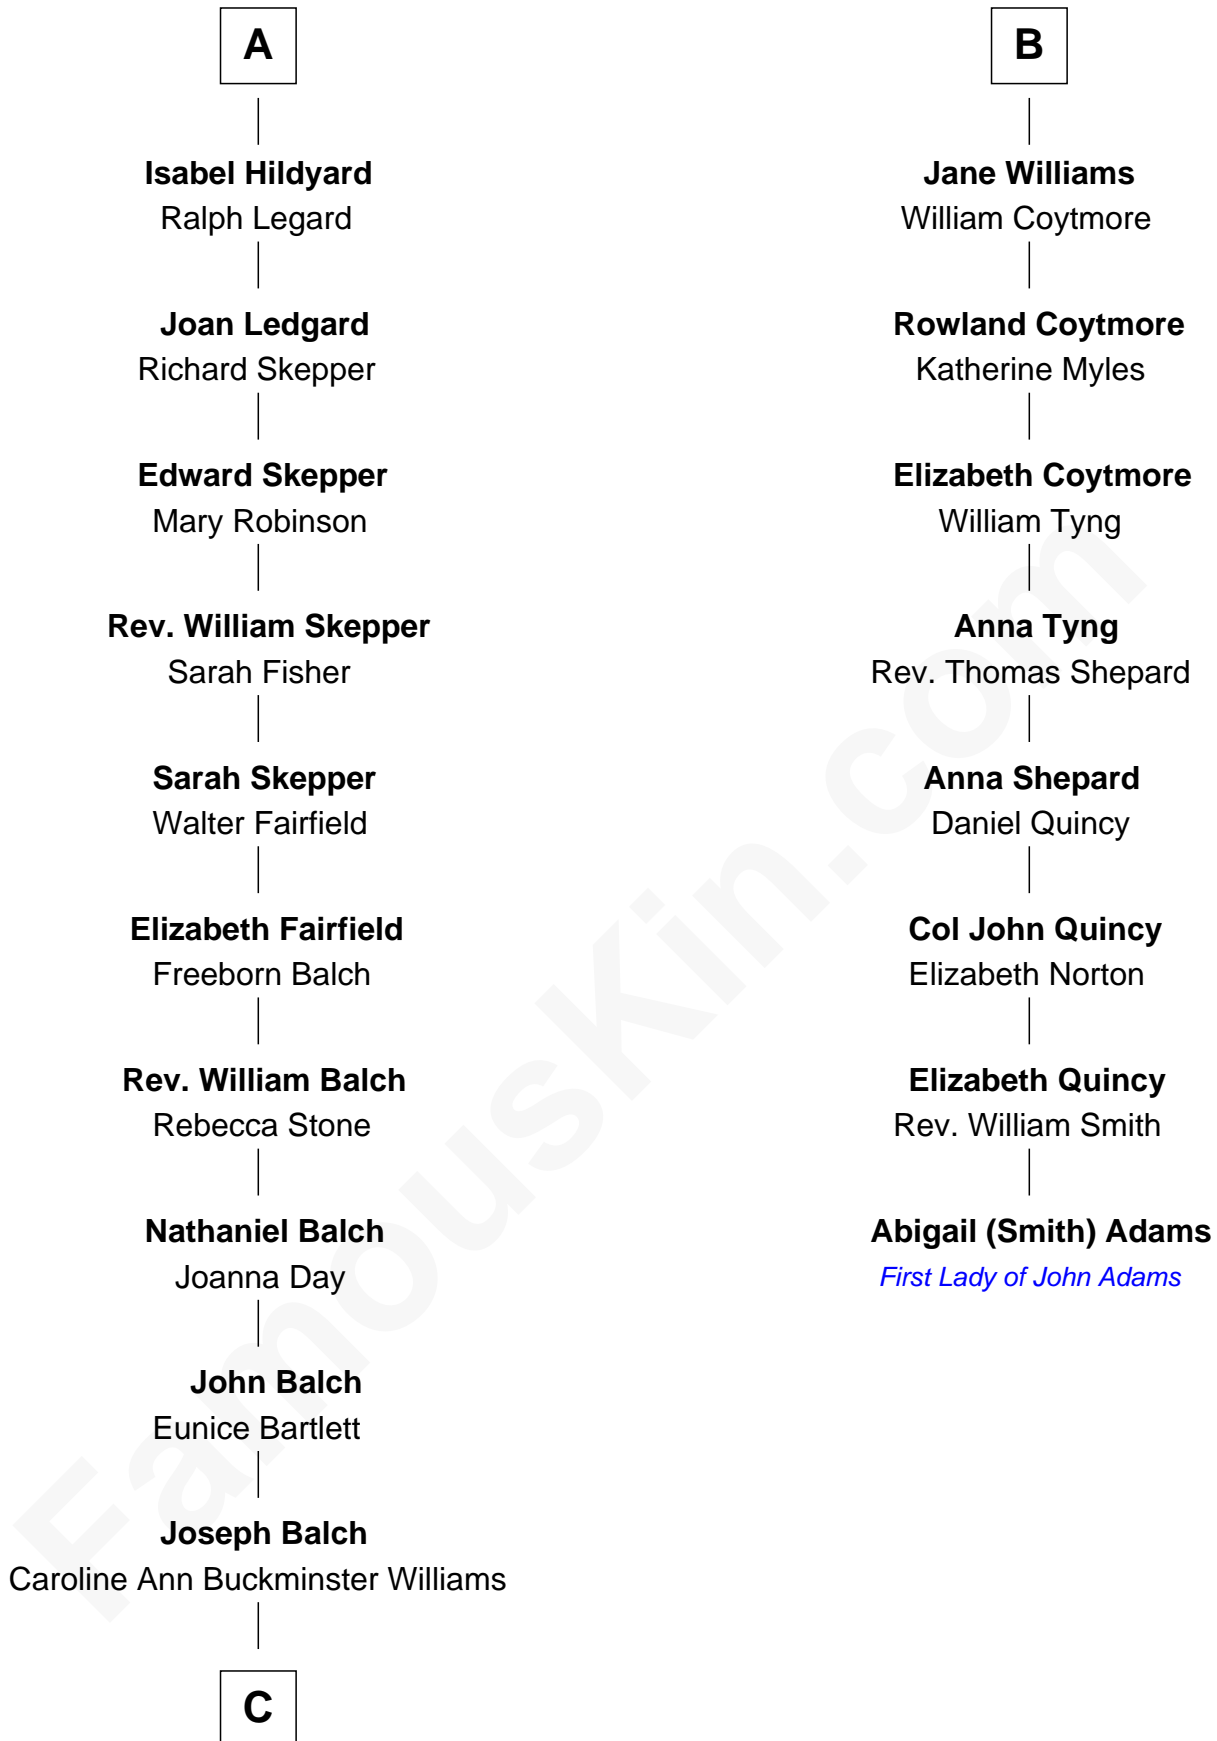 A
Isabel Hildyard
Ralph Legard
Joan Ledgard
Richard Skepper
Edward Skepper
Mary Robinson
Rev. William Skepper
Sarah Fisher
Sarah Skepper
Walter Fairfield
Elizabeth Fairfield
Freeborn Balch
Rev. William Balch
Rebecca Stone
Nathaniel Balch
Joanna Day
John Balch
Eunice Bartlett
Joseph Balch
Caroline Ann Buckminster Williams
C
B
Jane Williams
William Coytmore
Rowland Coytmore
Katherine Myles
Elizabeth Coytmore
William Tyng
Anna Tyng
Rev. Thomas Shepard
Anna Shepard
Daniel Quincy
Col John Quincy
Elizabeth Norton
Elizabeth Quincy
Rev. William Smith
Abigail (Smith) Adams
First Lady of John Adams
FamousKin.com